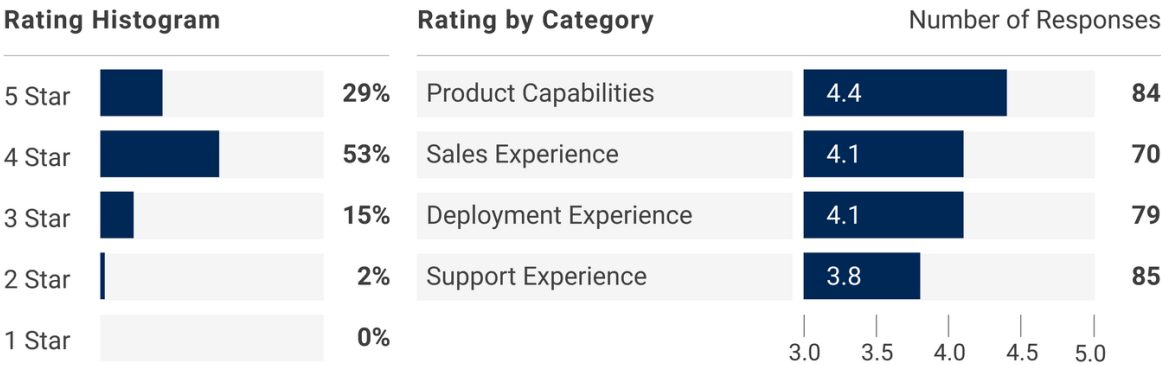 Rating Histogram
5 Star 29%
4 Star 53%
3 Star 15%
2 Star 2%
1 Star 0%
Rating by Category Number of Responses
Product Capabilities 4.4 84
Sales Experience 4.1 70
Deployment Experience 4.1 79
Support Experience 3.8 85
3.0 3.5 4.0 4.5 5.0